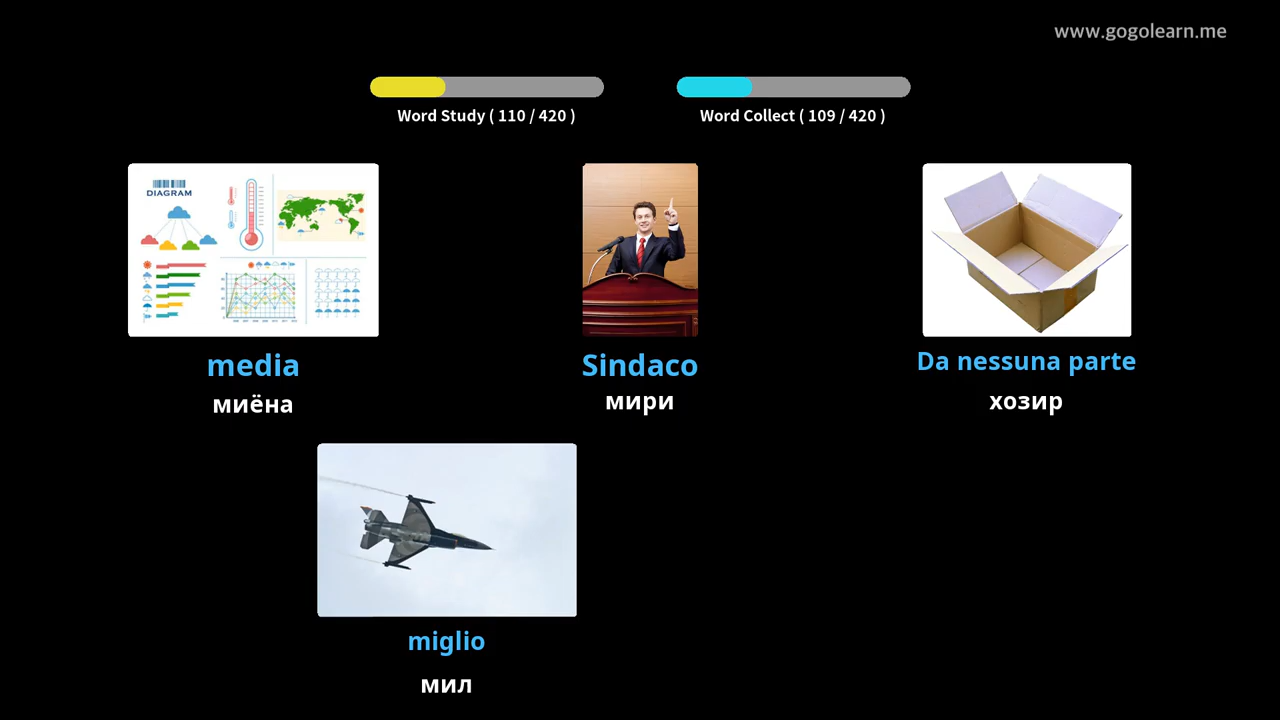 www.gogolearn.me
Word Study ( 110 / 420 )
Word Collect ( 109 / 420 )
DIAGRAM
media
миёна
Sindaco
мири
Da nessuna parte
хозир
miglio
мил